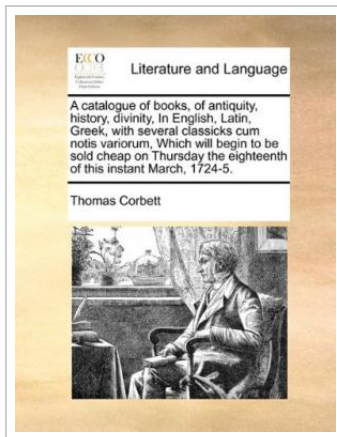 ECCO
Literature and Language
A catalogue of books, of antiquity,
history, divinity, In English, Latin,
Greek, with several classicks cum
notis variorum, Which will begin to be
sold cheap on Thursday the eighteenth
of this instant March, 1724-5.
Thomas Corbett